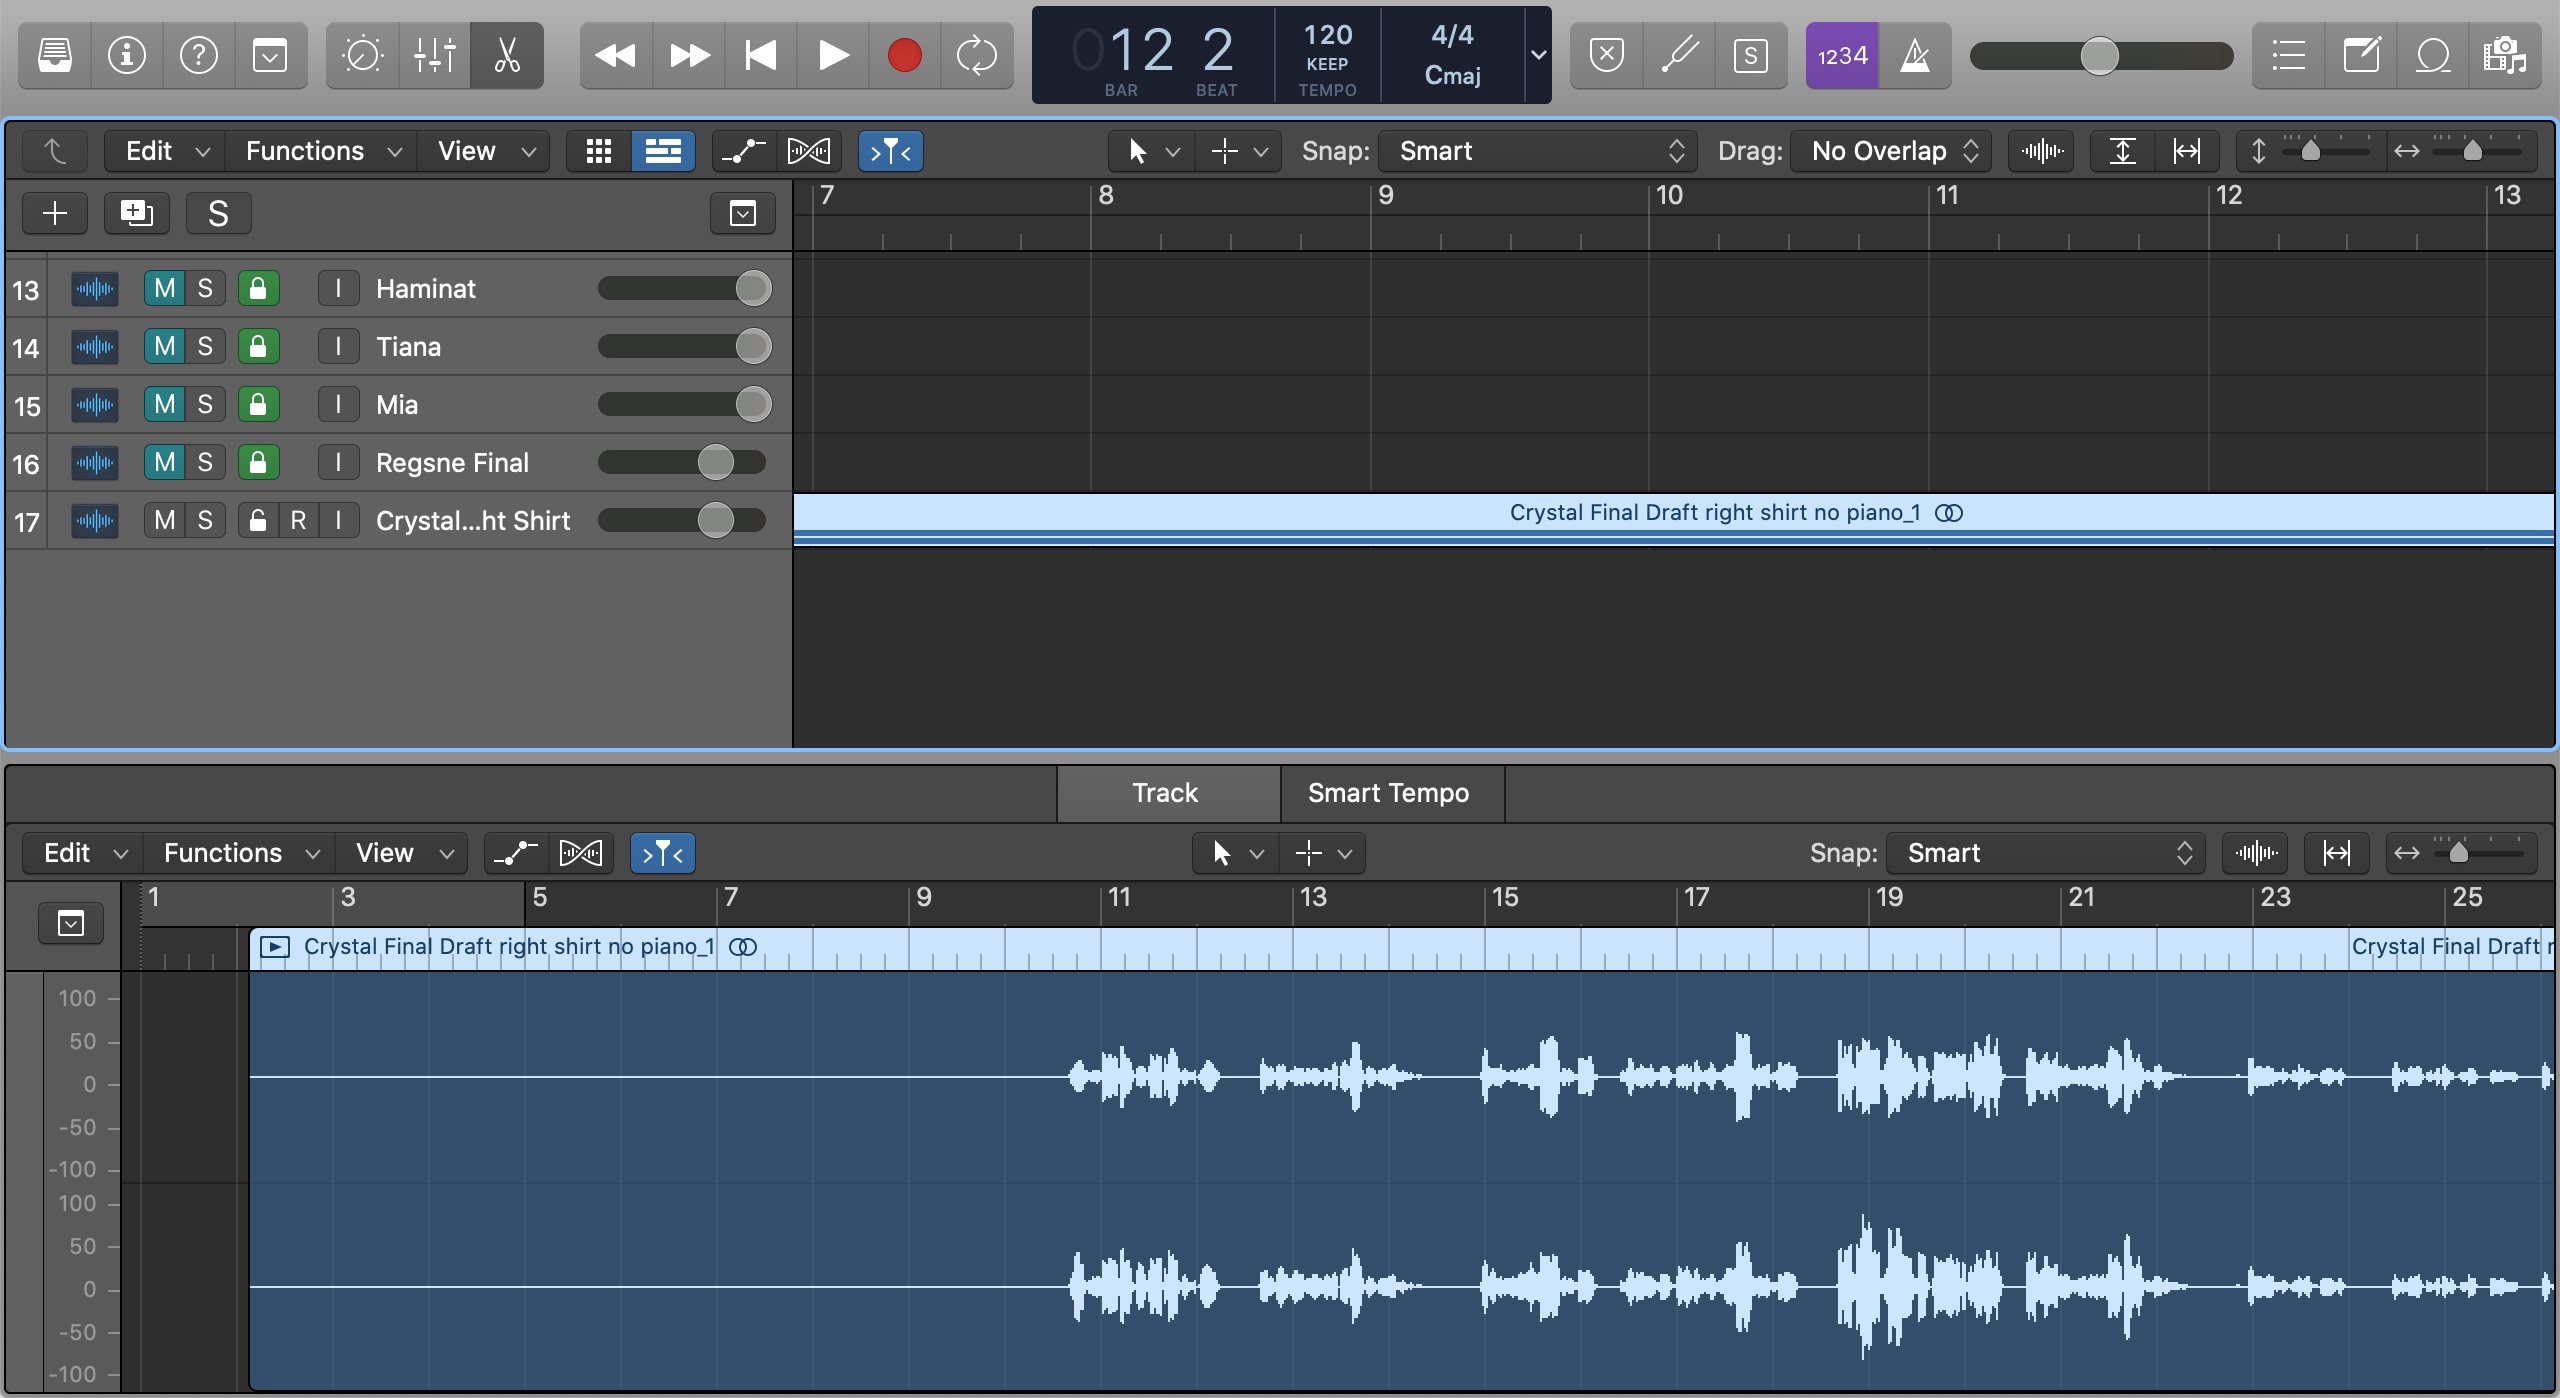 012 2 120 4/4
KEEP Cmaj
BAR BEAT TEMPO
S 1234
Edit Functions View Snap: Smart Drag: No Overlap
S
7 8 9 10 11 12 13
13 M S I Haminat
14 M S I Tiana
15 M S I Mia
16 M S I Regsne Final
17 M S R I Crystal...ht Shirt
Crystal Final Draft right shirt no piano_1
Track Smart Tempo
Edit Functions View Snap: Smart
1 3 5 7 9 11 13 15 17 19 21 23 25
Crystal Final Draft right shirt no piano_1 Crystal Final Draft r
100
50
0
-50
-100
100
50
0
-50
-100